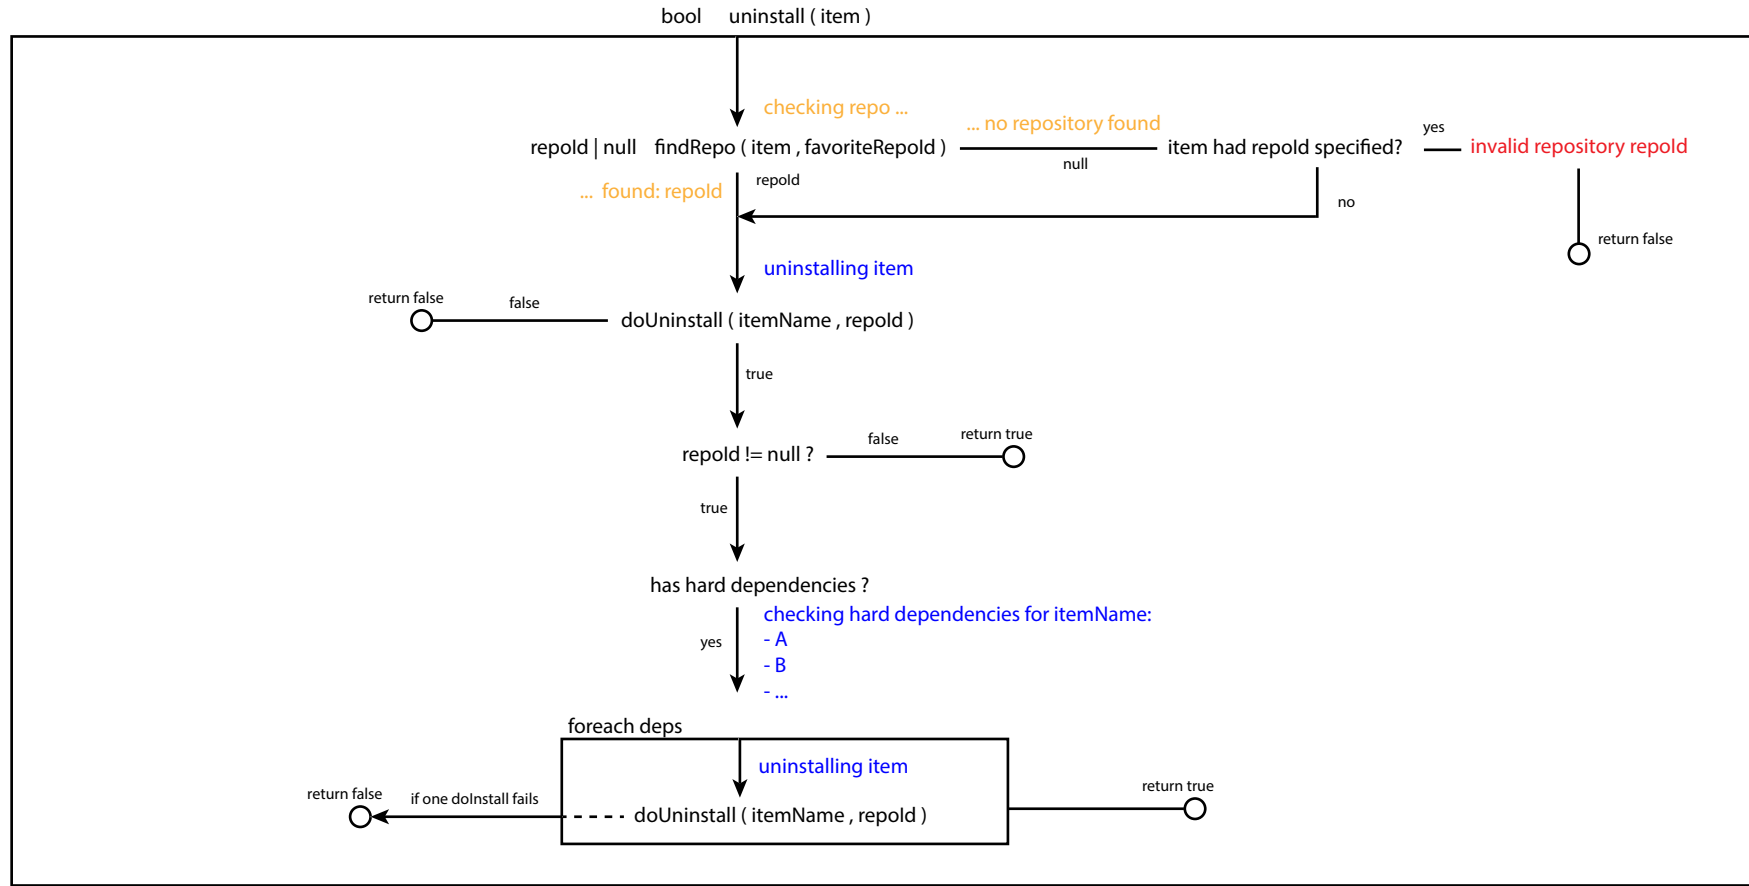 bool uninstall ( item )
checking repo ...
... no repository found
repoId | null findRepo ( item , favoriteRepoId )
null
item had repoId specified?
yes
invalid repository repoId
... found: repoId
repoId
no
return false
uninstalling item
return false
false
doUninstall ( itemName , repoId )
true
repoId != null ?
false
return true
true
has hard dependencies ?
checking hard dependencies for itemName:
yes
- A
- B
- ...
foreach deps
uninstalling item
return false
if one doInstall fails
doUninstall ( itemName , repoId )
return true